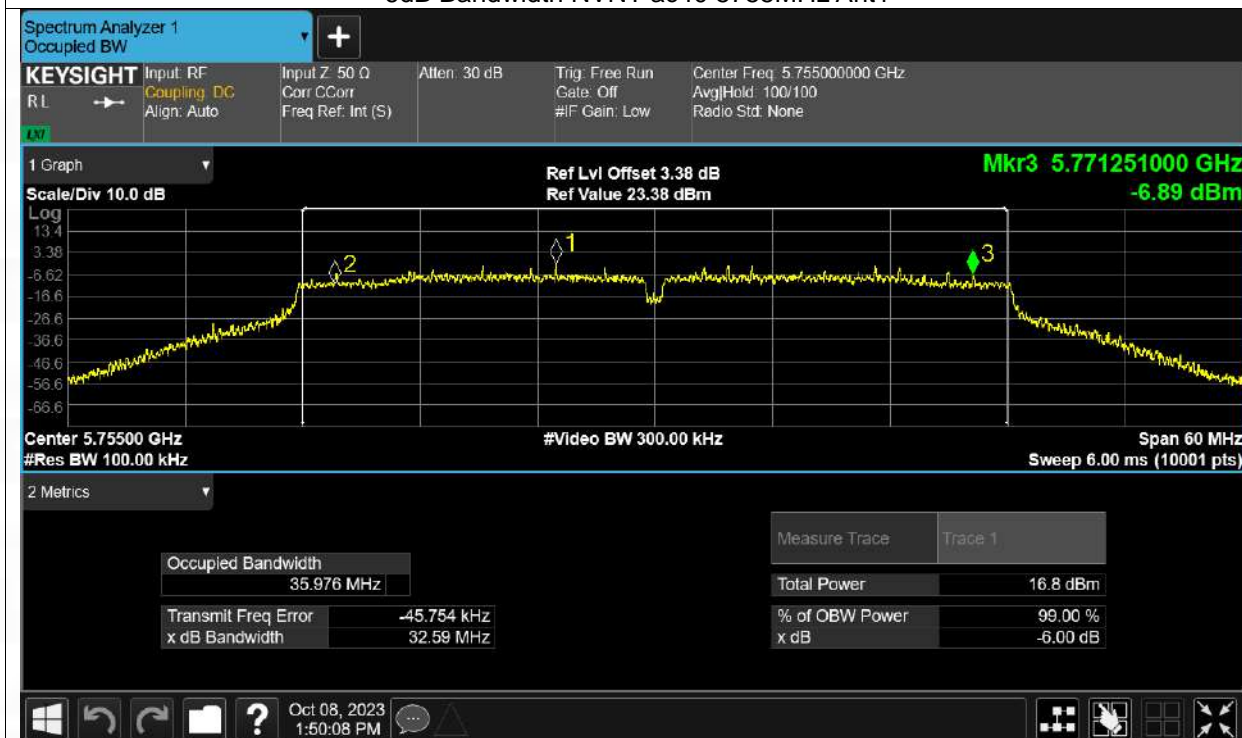 Spectrum Analyzer 1
Occupied BW
KEYSIGHT
RL
LXI
Input: RF
Coupling: DC
Align: Auto
Input Z: 50 Ω
Corr CCorr
Freq Ref: Int (S)
Atten: 30 dB
Trig: Free Run
Gate: Off
#IF Gain: Low
Center Freq: 5.755000000 GHz
Avg|Hold: 100/100
Radio Std: None
1 Graph
Scale/Div 10.0 dB
Ref Lvl Offset 3.38 dB
Ref Value 23.38 dBm
Mkr3 5.771251000 GHz
-6.89 dBm
Log
13.4
3.38
-6.62
-16.6
-26.6
-36.6
-46.6
-56.6
-66.6
2
1
3
Center 5.75500 GHz
#Res BW 100.00 kHz
#Video BW 300.00 kHz
Span 60 MHz
Sweep 6.00 ms (10001 pts)
2 Metrics
Measure Trace Trace 1
Occupied Bandwidth
35.976 MHz
Total Power 16.8 dBm
Transmit Freq Error -45.754 kHz
% of OBW Power 99.00 %
x dB Bandwidth 32.59 MHz
x dB -6.00 dB
?
Oct 08, 2023
1:50:08 PM